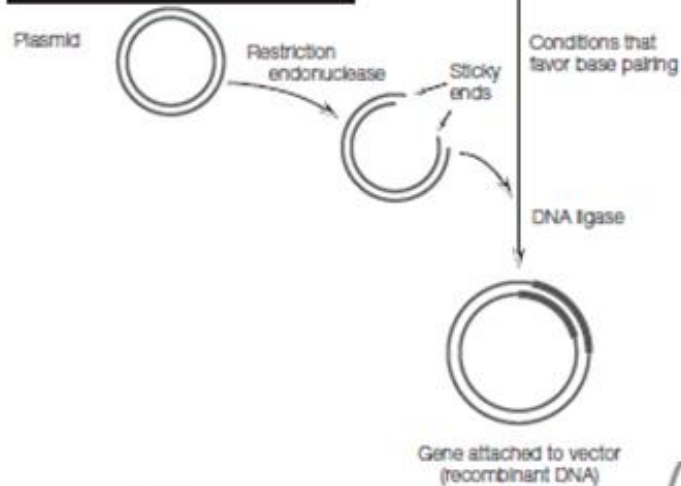 Plasmid
Restriction
endonuclease
Sticky
ends
Conditions that
favor base pairing
DNA ligase
Gene attached to vector
(recombinant DNA)